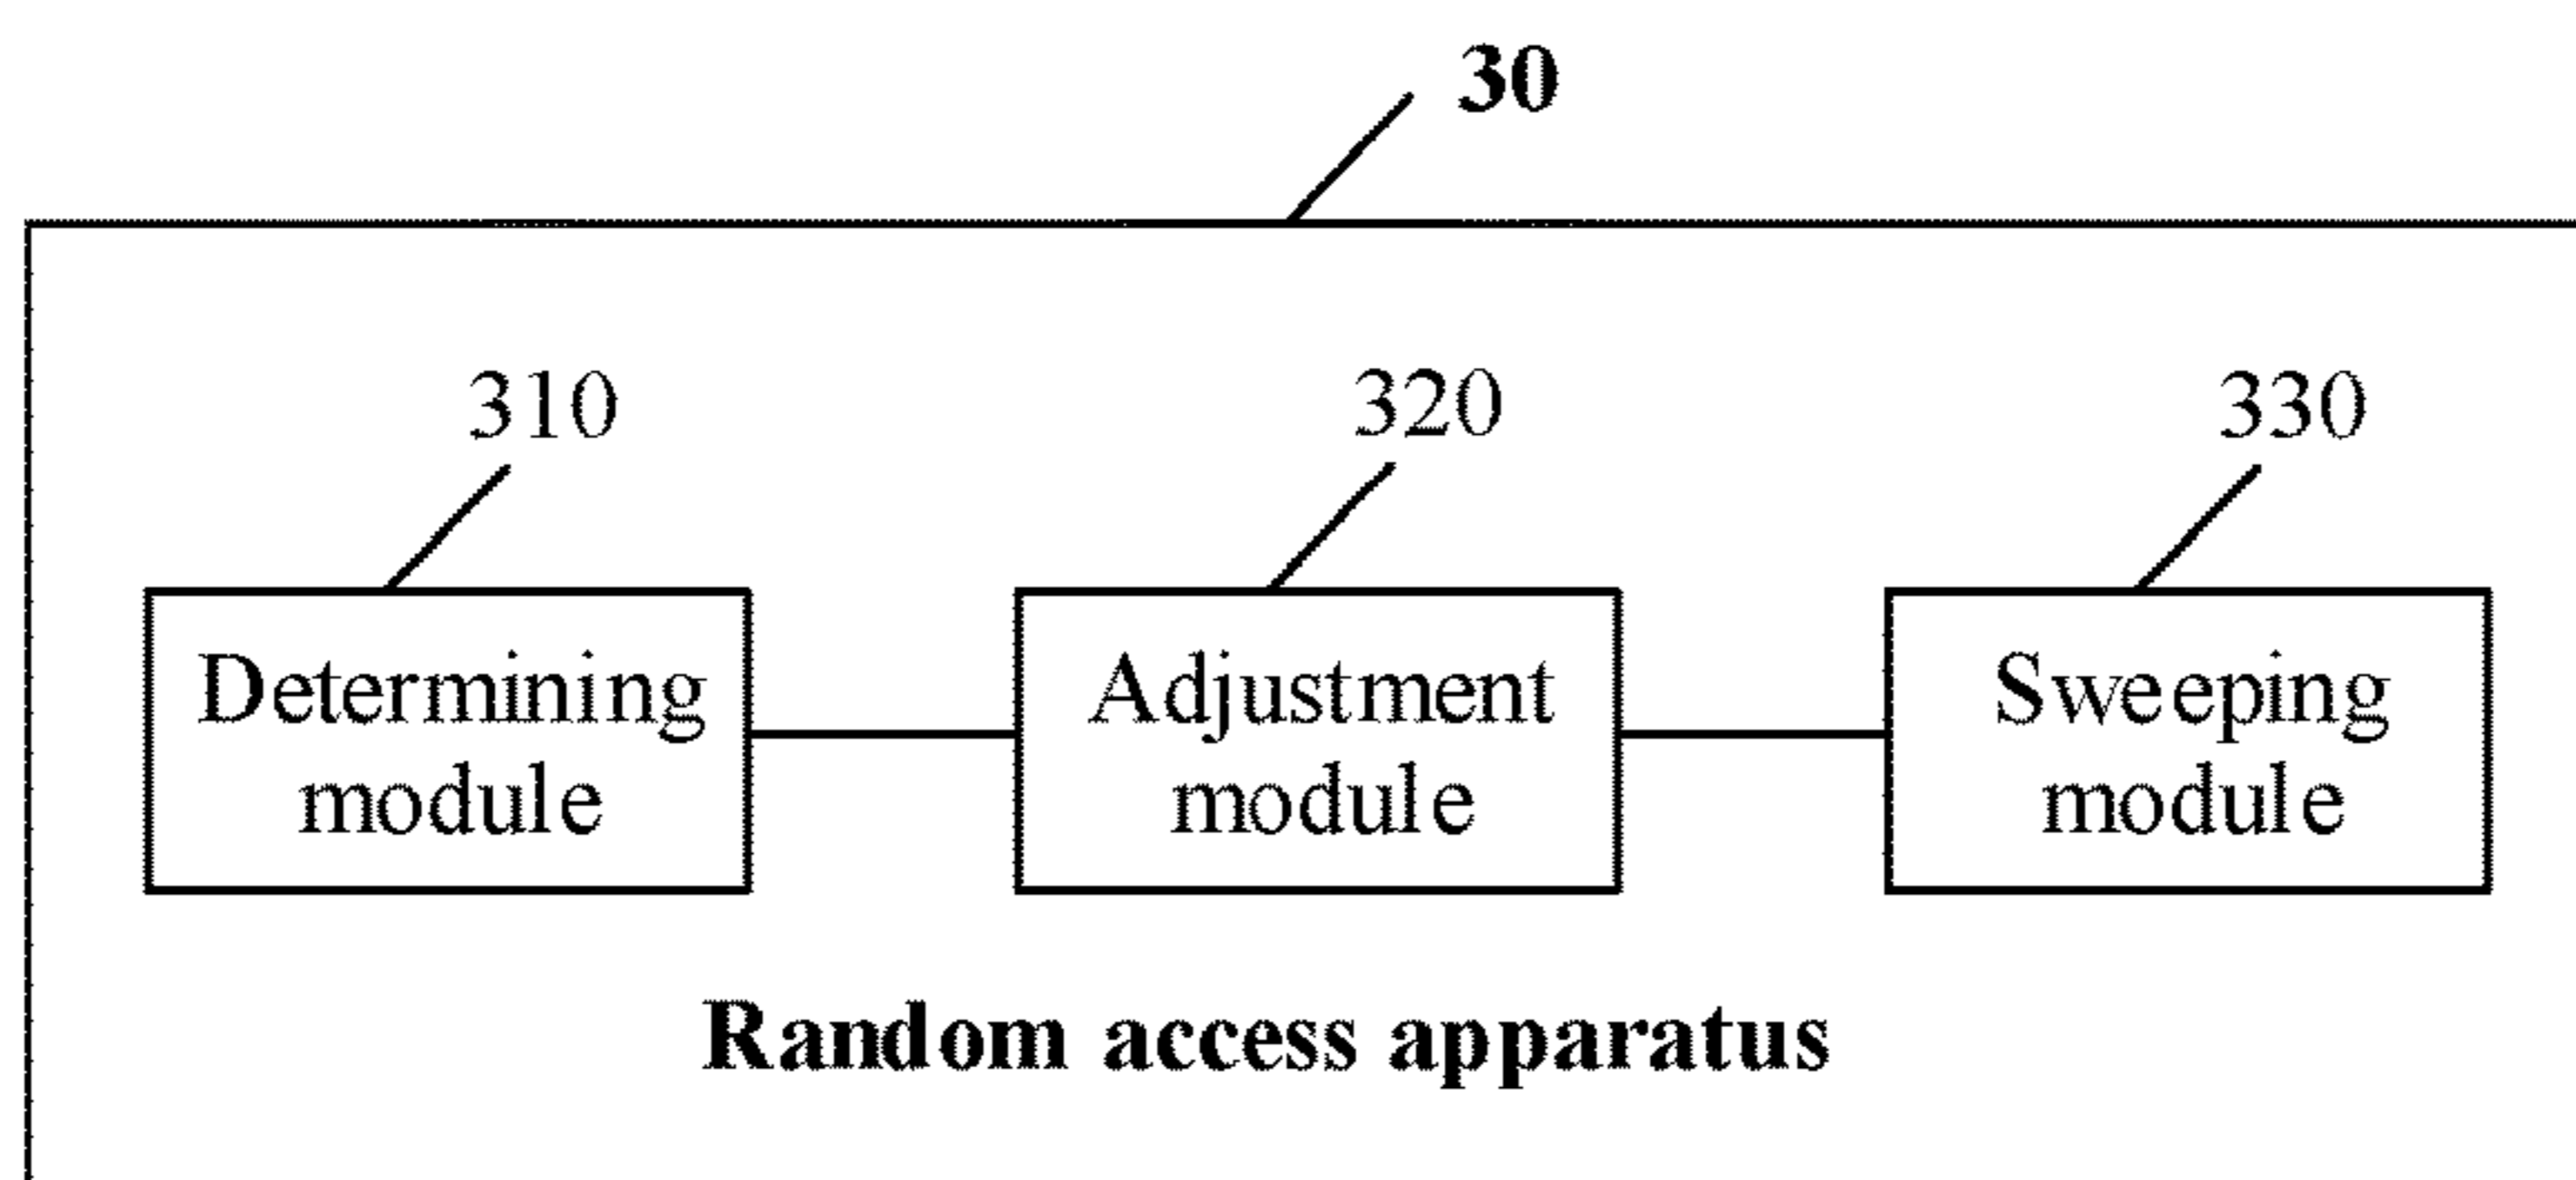 30
310
320
330
Determining
module
Adjustment
module
Sweeping
module
Random access apparatus